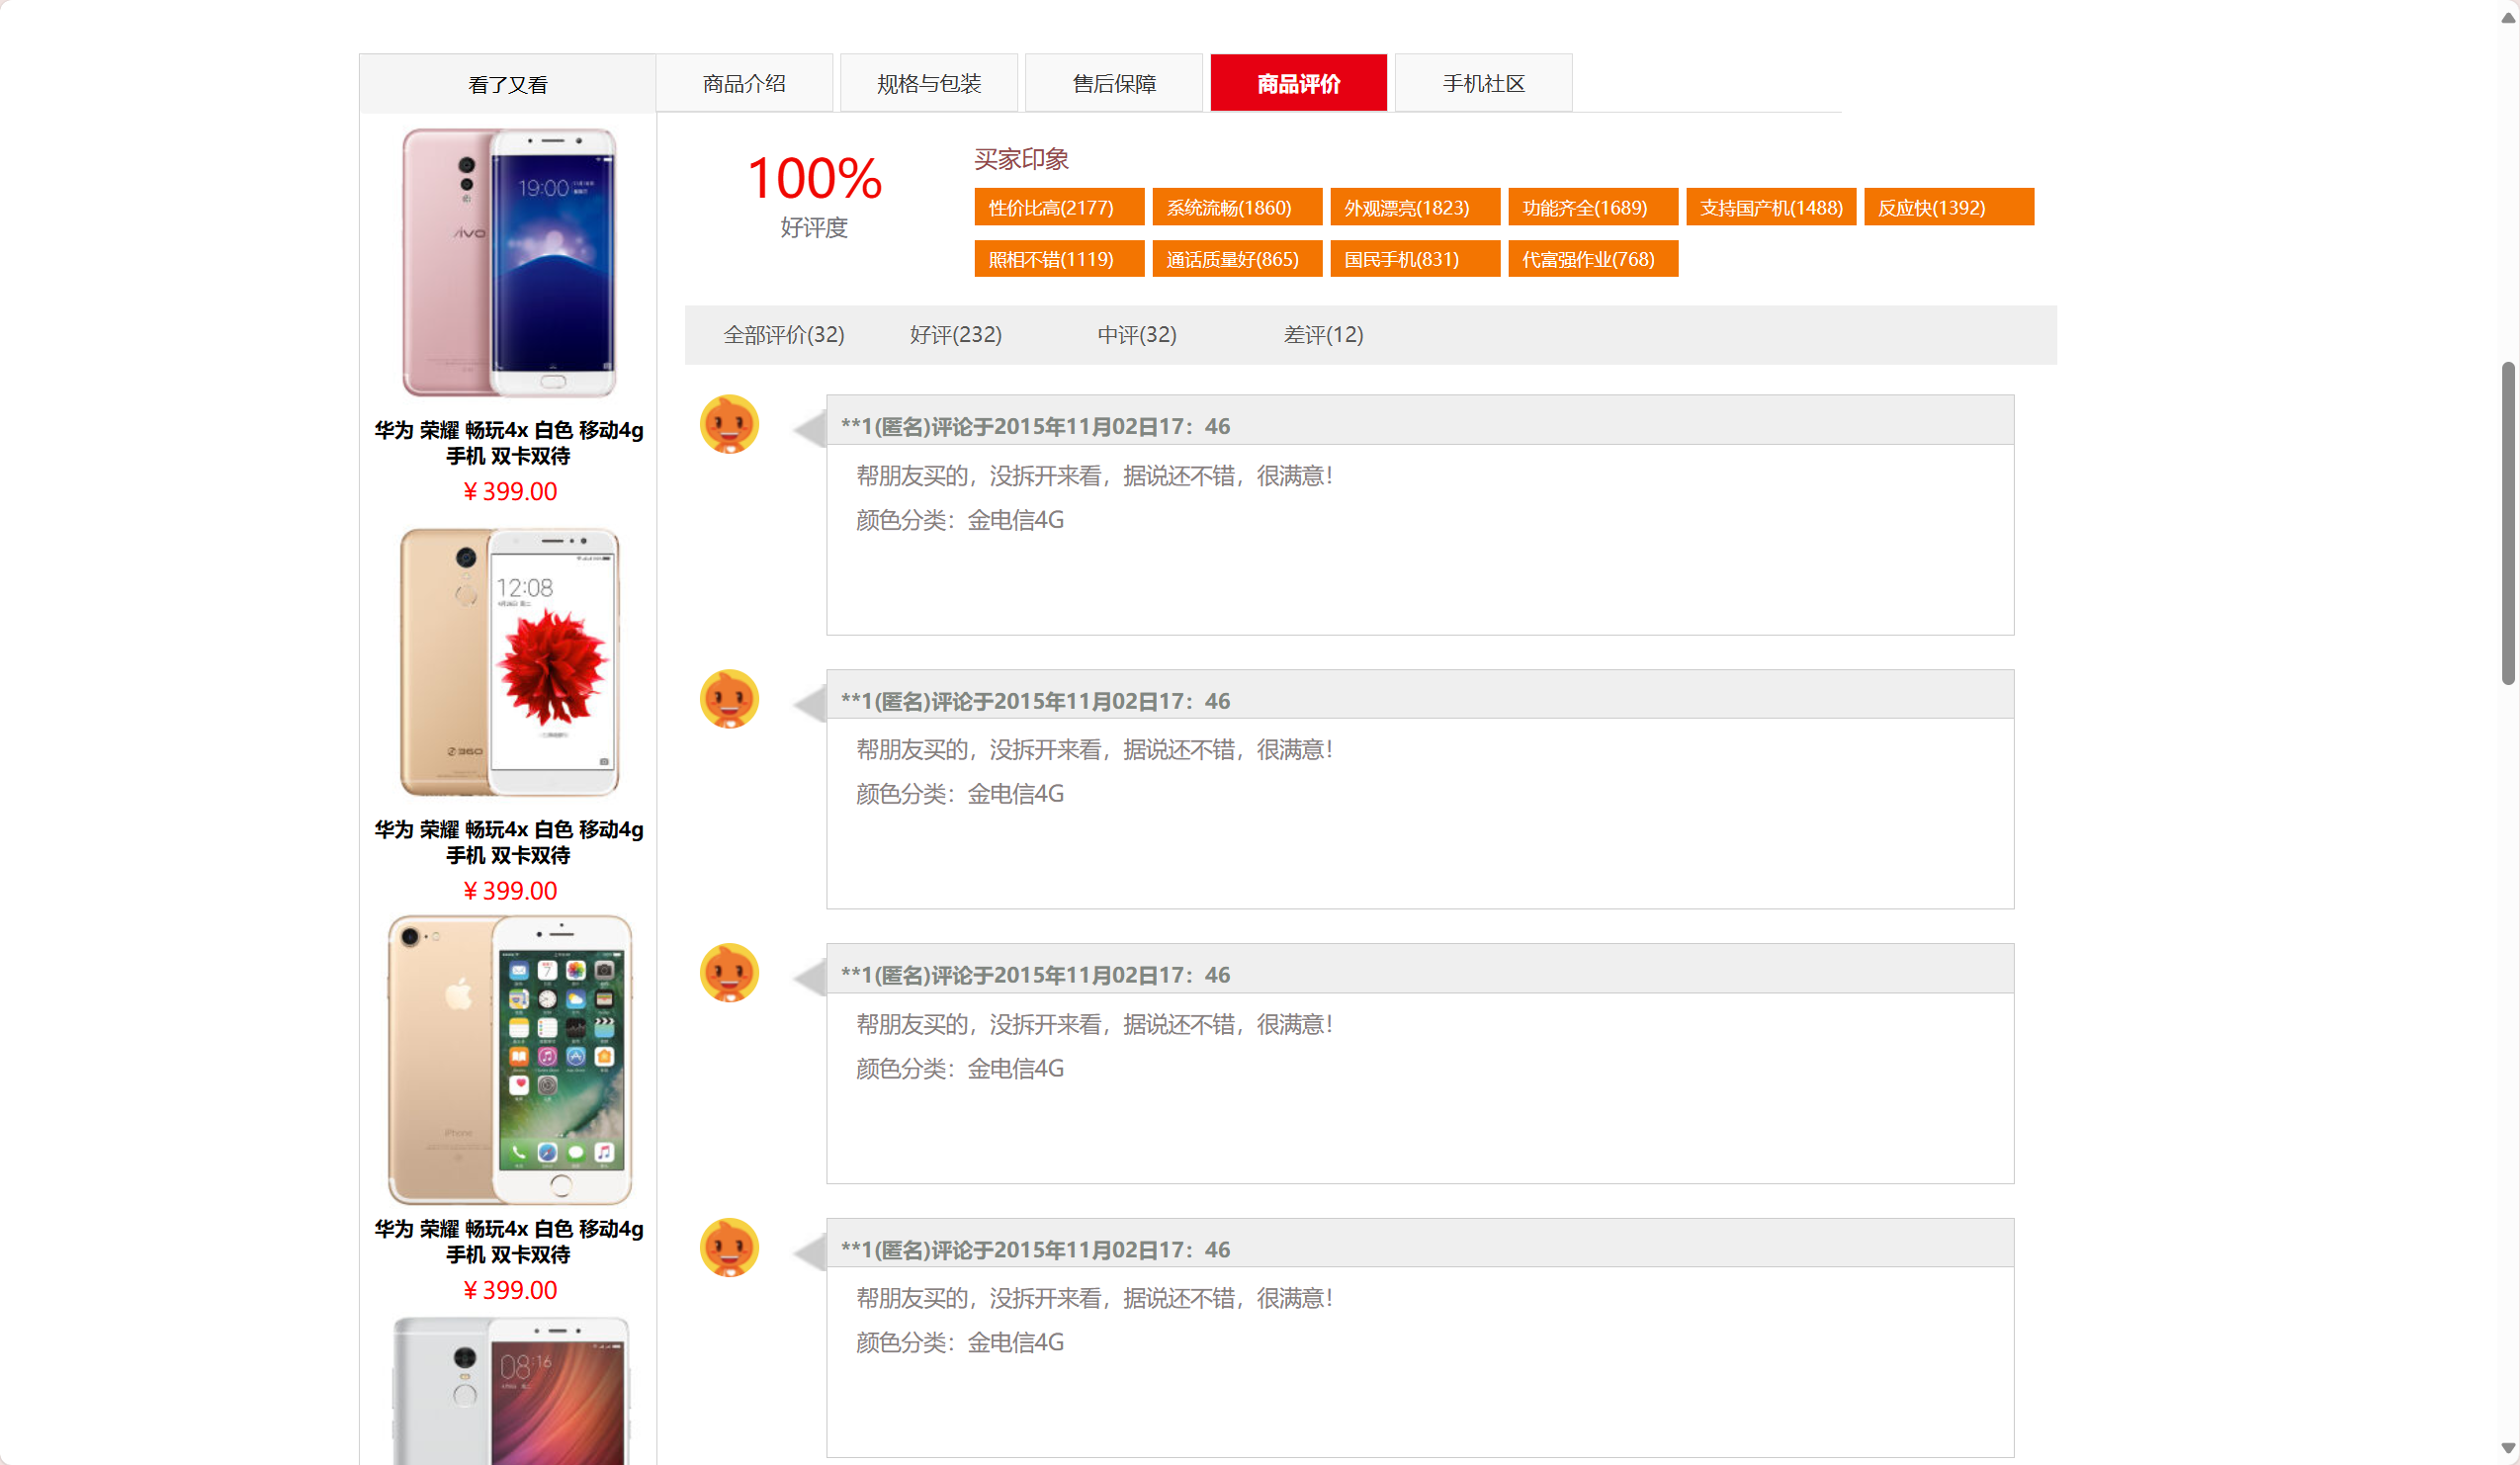 看了又看
商品介绍
规格与包装
售后保障
商品评价
手机社区
19:00
vivo
华为 荣耀 畅玩4x 白色 移动4g
手机 双卡双待
¥ 399.00
12:08
360
华为 荣耀 畅玩4x 白色 移动4g
手机 双卡双待
¥ 399.00
iPhone
华为 荣耀 畅玩4x 白色 移动4g
手机 双卡双待
¥ 399.00
08:16
100%
好评度
买家印象
性价比高(2177)
系统流畅(1860)
外观漂亮(1823)
功能齐全(1689)
支持国产机(1488)
反应快(1392)
照相不错(1119)
通话质量好(865)
国民手机(831)
代富强作业(768)
全部评价(32)
好评(232)
中评(32)
差评(12)
**1(匿名)评论于2015年11月02日17：46
帮朋友买的，没拆开来看，据说还不错，很满意！
颜色分类：金电信4G
**1(匿名)评论于2015年11月02日17：46
帮朋友买的，没拆开来看，据说还不错，很满意！
颜色分类：金电信4G
**1(匿名)评论于2015年11月02日17：46
帮朋友买的，没拆开来看，据说还不错，很满意！
颜色分类：金电信4G
**1(匿名)评论于2015年11月02日17：46
帮朋友买的，没拆开来看，据说还不错，很满意！
颜色分类：金电信4G